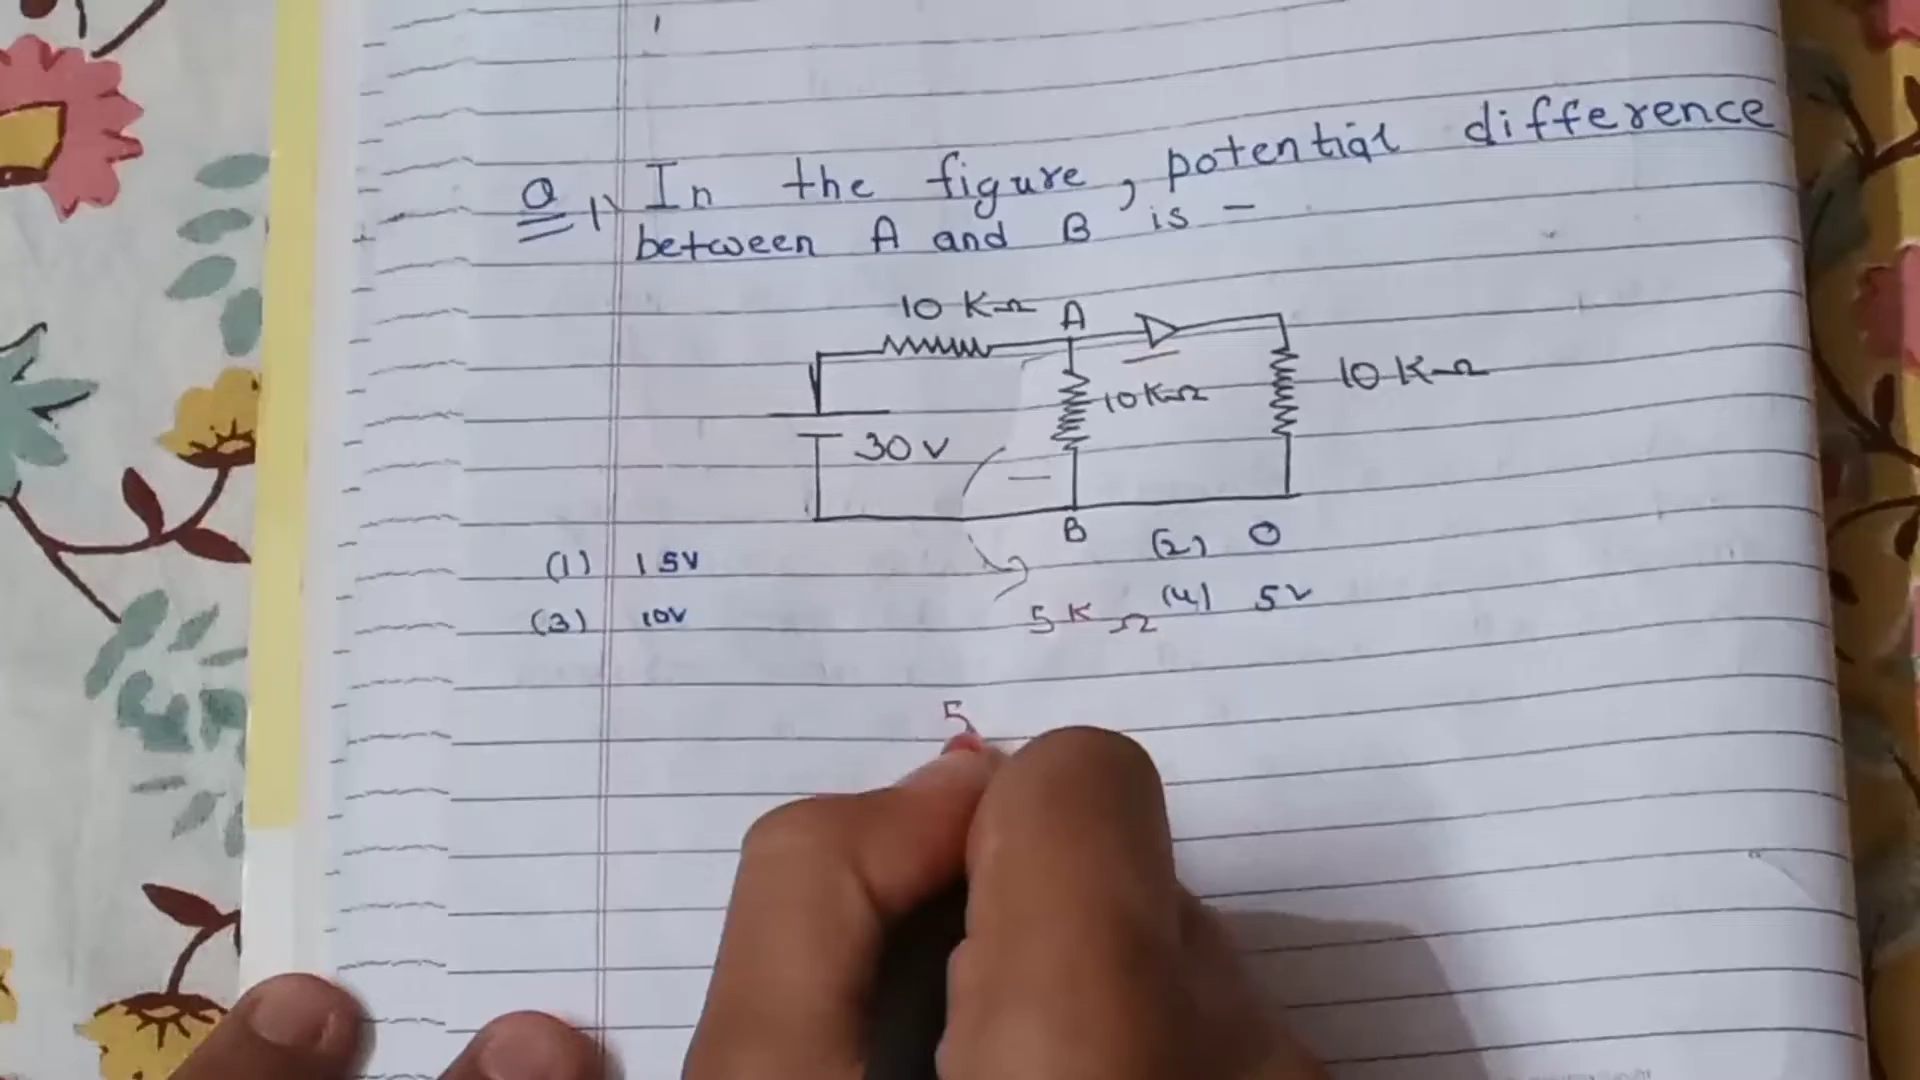 Q 1) In the figure, potential difference
between A and B is -
10 KΩ A
10 KΩ
10 KΩ
30 V
B
(1) 15V (2) 0
(3) 10V (4) 5V
5 K Ω
5